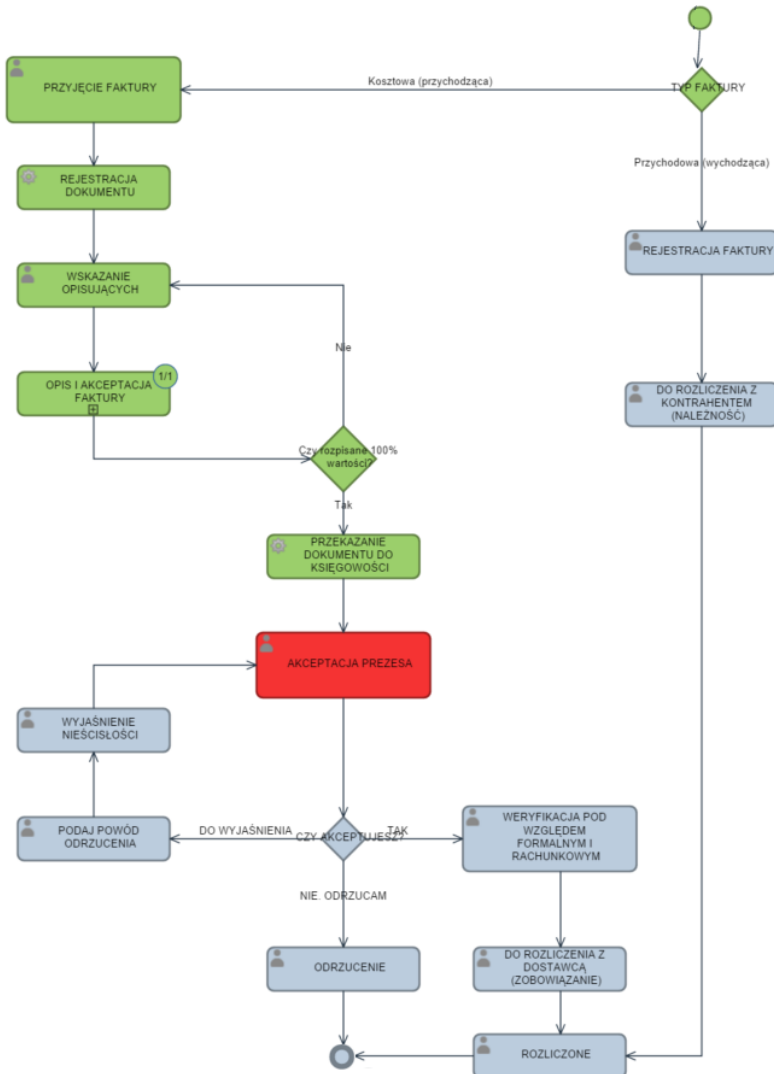 PRZYJĘCIE FAKTURY
Kosztowa (przychodząca)
TYP FAKTURY
Przychodowa (wychodząca)
REJESTRACJA
DOKUMENTU
REJESTRACJA FAKTURY
WSKAZANIE
OPISUJĄCYCH
Nie
1/1
OPIS I AKCEPTACJA
FAKTURY
DO ROZLICZENIA Z
KONTRAHENTEM
(NALEŻNOŚĆ)
Czy rozpisane 100%
wartości?
Tak
PRZEKAZANIE
DOKUMENTU DO
KSIĘGOWOŚCI
AKCEPTACJA PREZESA
WYJAŚNIENIE
NIEŚCISŁOŚCI
PODAJ POWÓD
ODRZUCENIA
DO WYJAŚNIENIA
CZY AKCEPTUJESZ?
TAK
WERYFIKACJA POD
WZGLĘDEM
FORMALNYM I
RACHUNKOWYM
NIE. ODRZUCAM
ODRZUCENIE
DO ROZLICZENIA Z
DOSTAWCĄ
(ZOBOWIĄZANIE)
ROZLICZONE